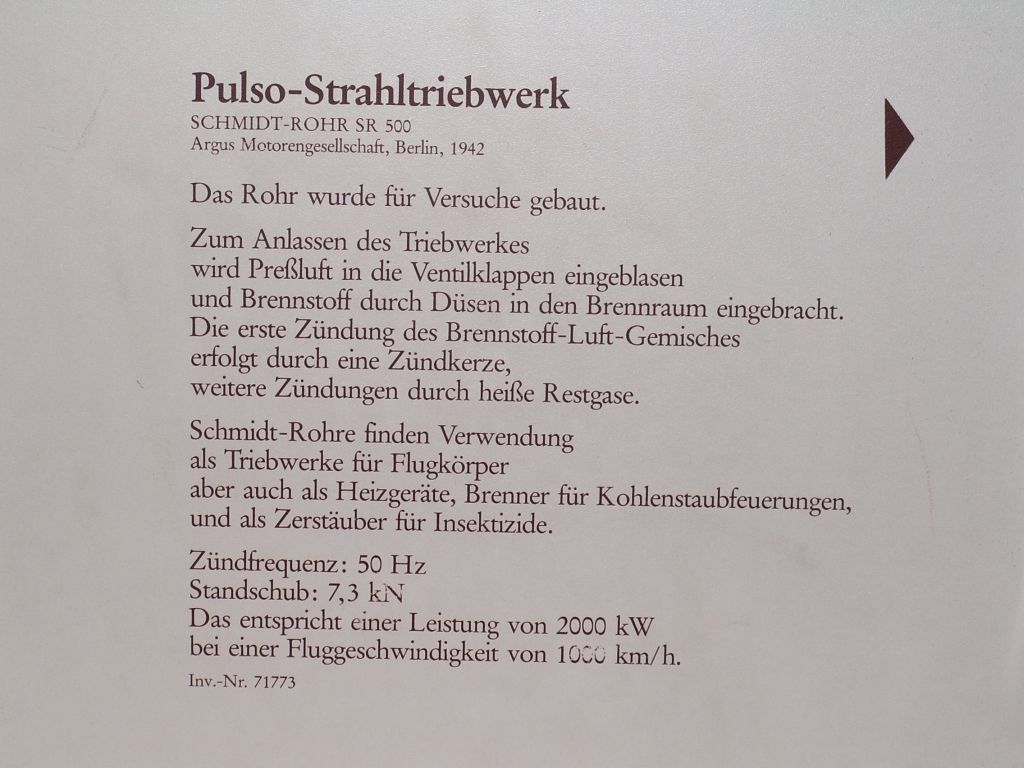 Pulso-Strahltriebwerk
SCHMIDT-ROHR SR 500
Argus Motorengesellschaft, Berlin, 1942
Das Rohr wurde für Versuche gebaut.
Zum Anlassen des Triebwerkes
wird Preßluft in die Ventilklappen eingeblasen
und Brennstoff durch Düsen in den Brennraum eingebracht.
Die erste Zündung des Brennstoff-Luft-Gemisches
erfolgt durch eine Zündkerze,
weitere Zündungen durch heiße Restgase.
Schmidt-Rohre finden Verwendung
als Triebwerke für Flugkörper
aber auch als Heizgeräte, Brenner für Kohlenstaubfeuerungen,
und als Zerstäuber für Insektizide.
Zündfrequenz: 50 Hz
Standschub: 7,3 kN
Das entspricht einer Leistung von 2000 kW
bei einer Fluggeschwindigkeit von 1000 km/h.
Inv.-Nr. 71773